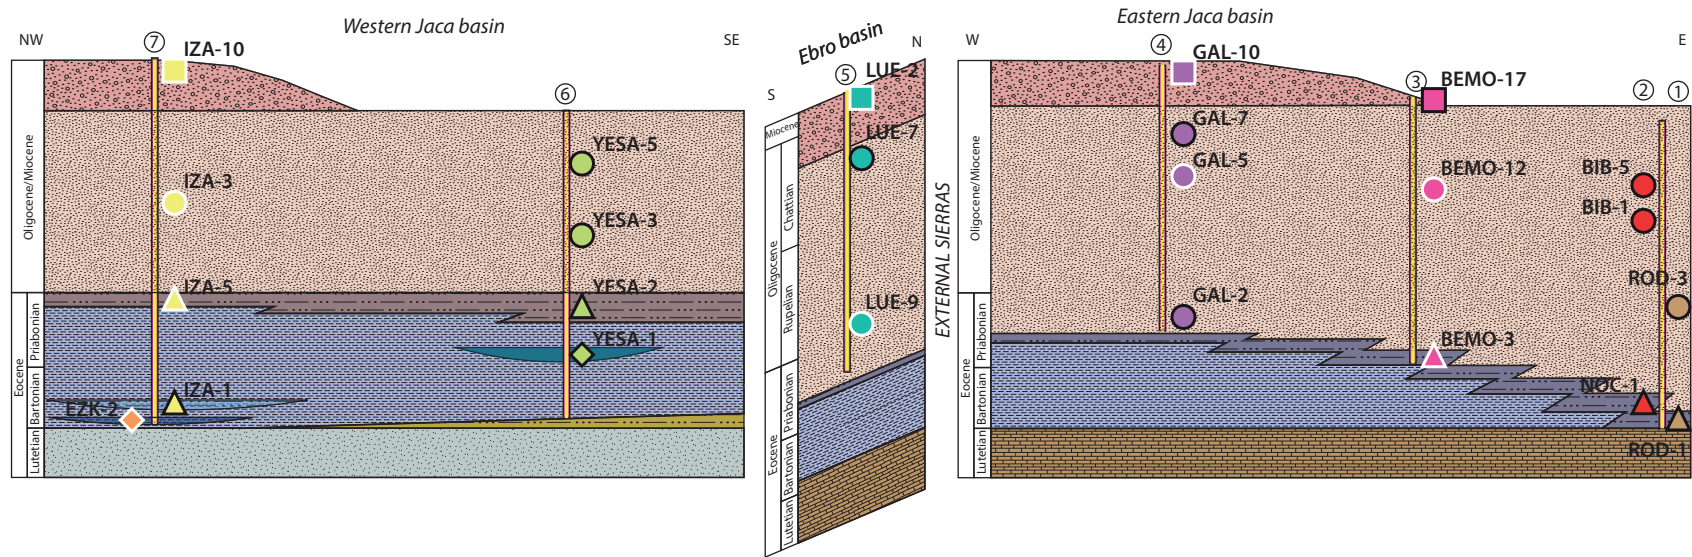 Western Jaca basin
NW
SE
7
IZA-10
6
YESA-5
IZA-3
YESA-3
IZA-5
YESA-2
YESA-1
IZA-1
EZK-2
Oligocene/Miocene
Eocene
Priabonian
Bartonian
Lutetian
Ebro basin
N
S
5
LUE-2
LUE-7
LUE-9
Miocene
Oligocene
Chattian
Rupelian
Eocene
Priabonian
Bartonian
Lutetian
EXTERNAL SIERRAS
Eastern Jaca basin
W
E
4
GAL-10
3
BEMO-17
2
1
GAL-7
GAL-5
BEMO-12
BIB-5
BIB-1
ROD-3
GAL-2
BEMO-3
NOC-1
ROD-1
Oligocene/Miocene
Eocene
Priabonian
Bartonian
Lutetian